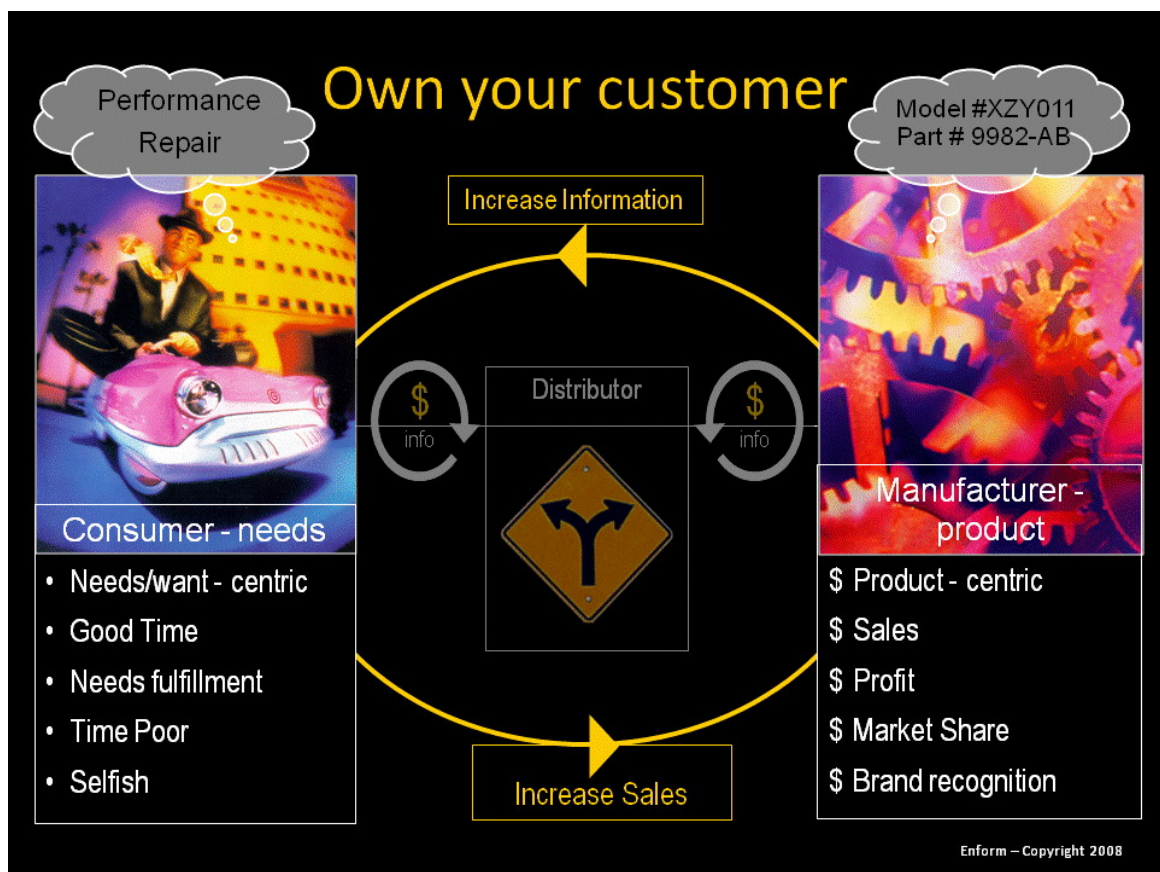 Own your customer
Performance
Repair
Model #XZY011
Part # 9982-AB
Increase Information
Distributor
$
info
$
info
Consumer - needs
• Needs/want - centric
• Good Time
• Needs fulfillment
• Time Poor
• Selfish
Manufacturer -
product
$ Product - centric
$ Sales
$ Profit
$ Market Share
$ Brand recognition
Increase Sales
Enform – Copyright 2008